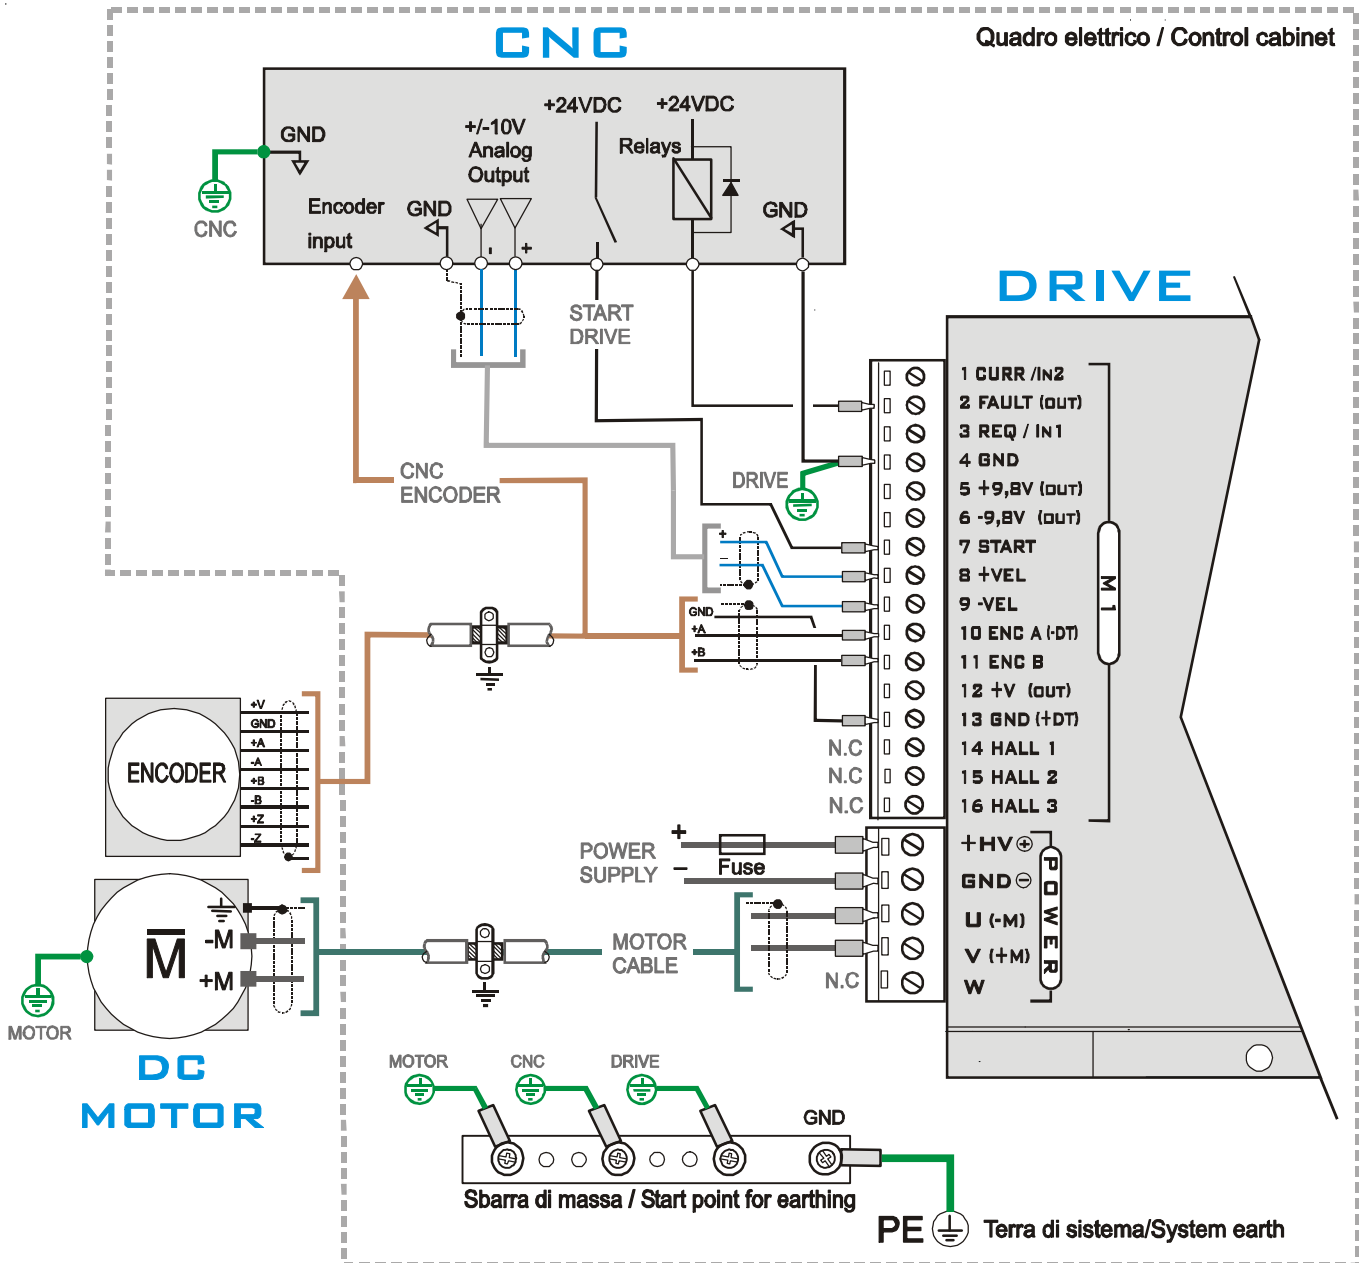 Quadro elettrico / Control cabinet
CNC
+24VDC
+24VDC
+/-10V
Analog
Output
GND
Relays
Encoder
input
GND
GND
- +
CNC
START
DRIVE
DRIVE
CNC
ENCODER
DRIVE
1 CURR /IN2
2 FAULT (OUT)
3 REQ / IN1
4 GND
5 +9,8V (OUT)
6 -9,8V (OUT)
7 START
8 +VEL
9 -VEL
10 ENC A (-DT)
11 ENC B
12 +V (OUT)
13 GND (+DT)
14 HALL 1
15 HALL 2
16 HALL 3
M1
+
–
GND
+A
+B
N.C
N.C
N.C
ENCODER
+V
GND
+A
-A
+B
-B
+Z
-Z
POWER
SUPPLY
+
–
Fuse
+HV
GND
U (-M)
V (+M)
W
POWER
N.C
MOTOR
CABLE
M
-M
+M
MOTOR
DC
MOTOR
MOTOR
CNC
DRIVE
GND
Sbarra di massa / Start point for earthing
PE
Terra di sistema/System earth